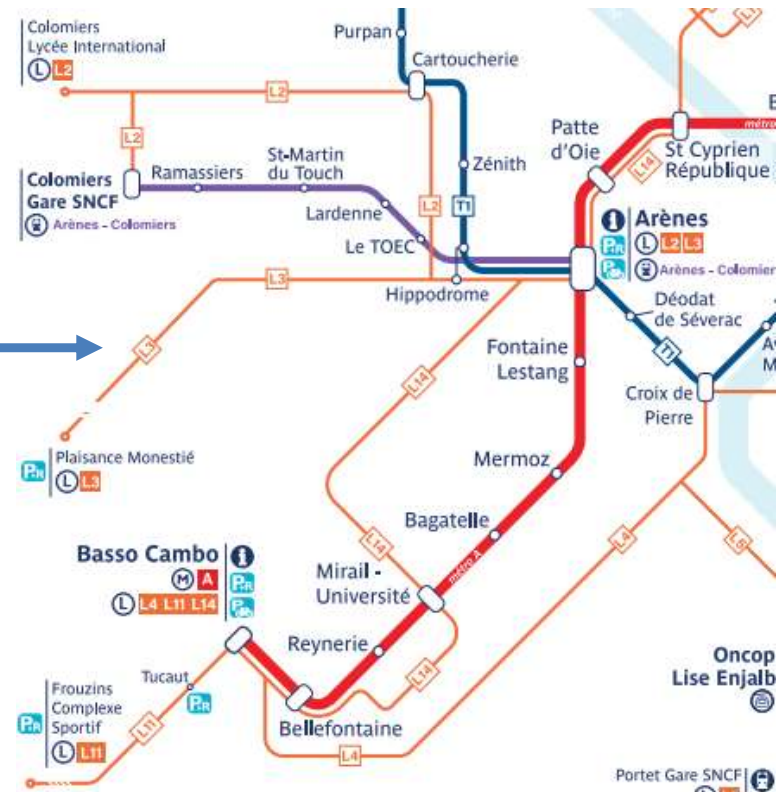 Colomiers
Lycée International
L L2
Purpan
Cartoucherie
L2
L2
Patte
d'Oie
métro
L14
St Cyprien
République
Zénith
Colomiers
Gare SNCF
Arènes - Colomiers
Ramassiers
St-Martin
du Touch
Lardenne
Le TOEC
L2
T1
Arènes
P+R
L L2 L3
Arènes - Colomier
L3
Hippodrome
Déodat
de Séverac
T1
L3
Fontaine
Lestang
L14
Croix de
Pierre
Plaisance Monestié
P+R
L L3
Mermoz
Bagatelle
L4
L6
L14
métro A
Basso Cambo
M A
P+R
L L4 L11 L14
Mirail -
Université
Reynerie
L14
Oncop
Lise Enjalb
Tucaut
P+R
Frouzins
Complexe
Sportif
P+R
L L11
L11
Bellefontaine
L4
Portet Gare SNCF